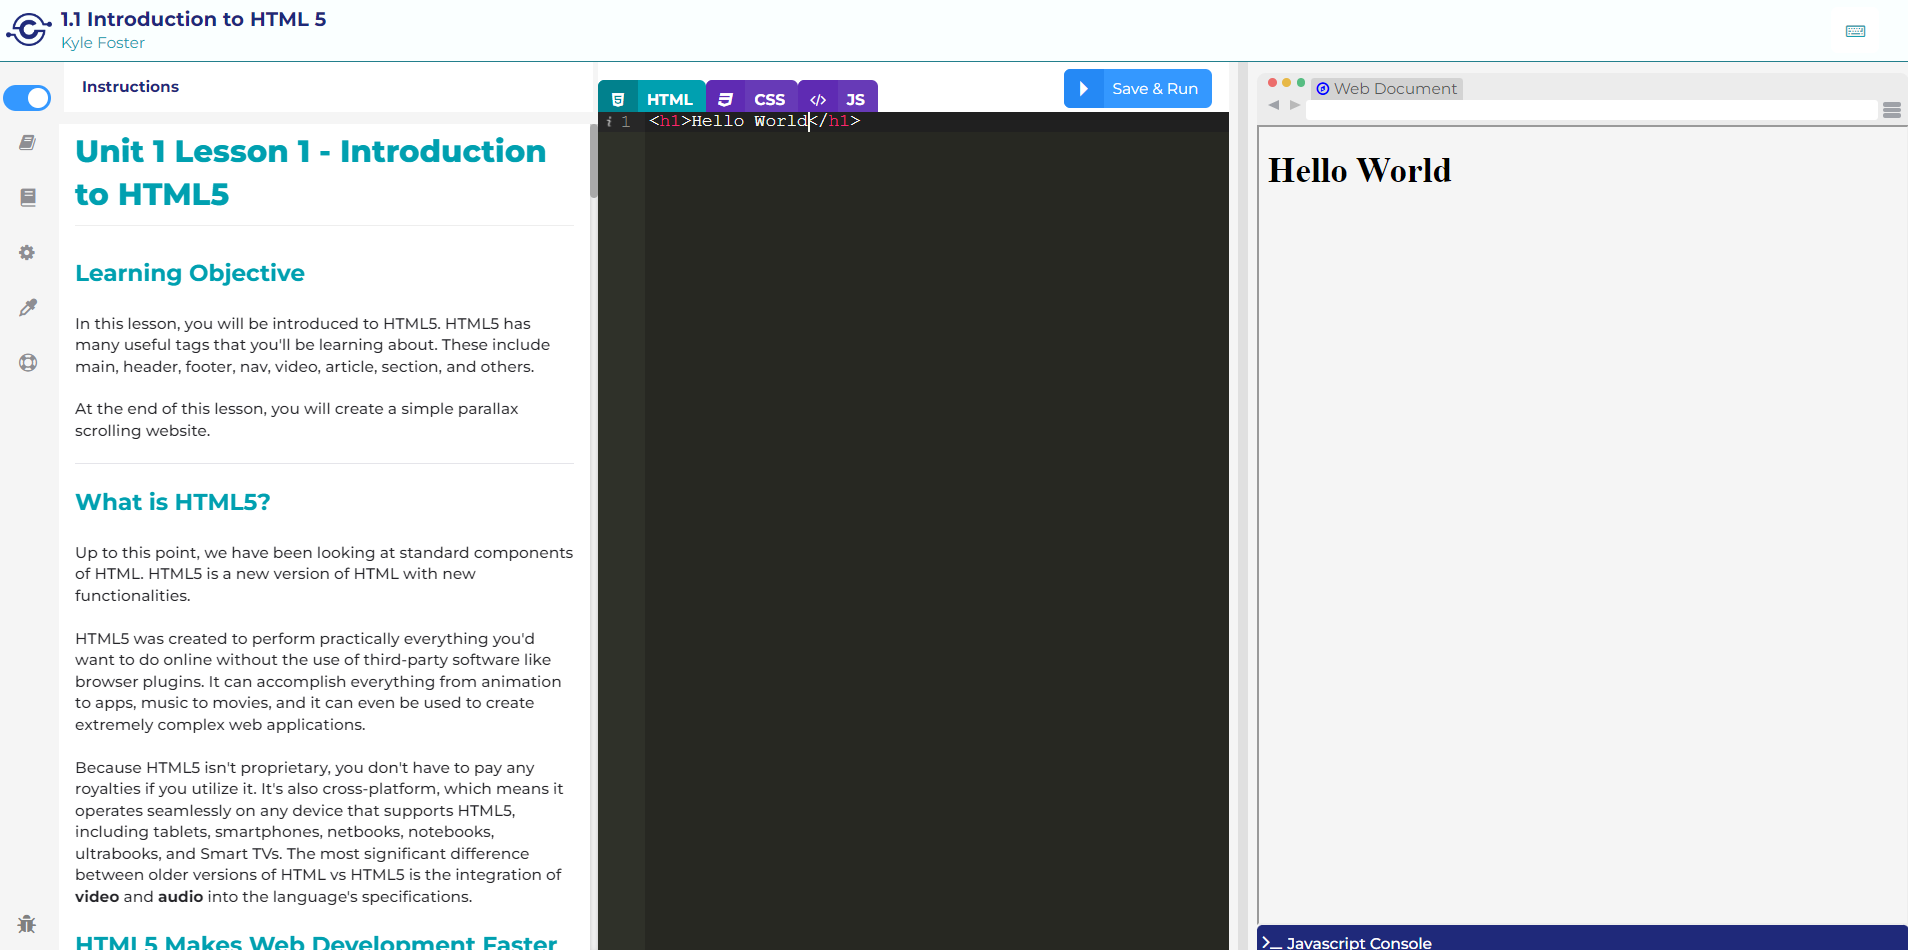 1.1 Introduction to HTML 5
Kyle Foster
Instructions
Unit 1 Lesson 1 - Introduction
to HTML5
Learning Objective
In this lesson, you will be introduced to HTML5. HTML5 has
many useful tags that you'll be learning about. These include
main, header, footer, nav, video, article, section, and others.
At the end of this lesson, you will create a simple parallax
scrolling website.
What is HTML5?
Up to this point, we have been looking at standard components
of HTML. HTML5 is a new version of HTML with new
functionalities.
HTML5 was created to perform practically everything you'd
want to do online without the use of third-party software like
browser plugins. It can accomplish everything from animation
to apps, music to movies, and it can even be used to create
extremely complex web applications.
Because HTML5 isn't proprietary, you don't have to pay any
royalties if you utilize it. It's also cross-platform, which means it
operates seamlessly on any device that supports HTML5,
including tablets, smartphones, netbooks, notebooks,
ultrabooks, and Smart TVs. The most significant difference
between older versions of HTML vs HTML5 is the integration of
video and audio into the language's specifications.
HTML5 Makes Web Development Faster
HTML CSS JS
Save & Run
1 <h1>Hello World</h1>
Web Document
Hello World
Javascript Console